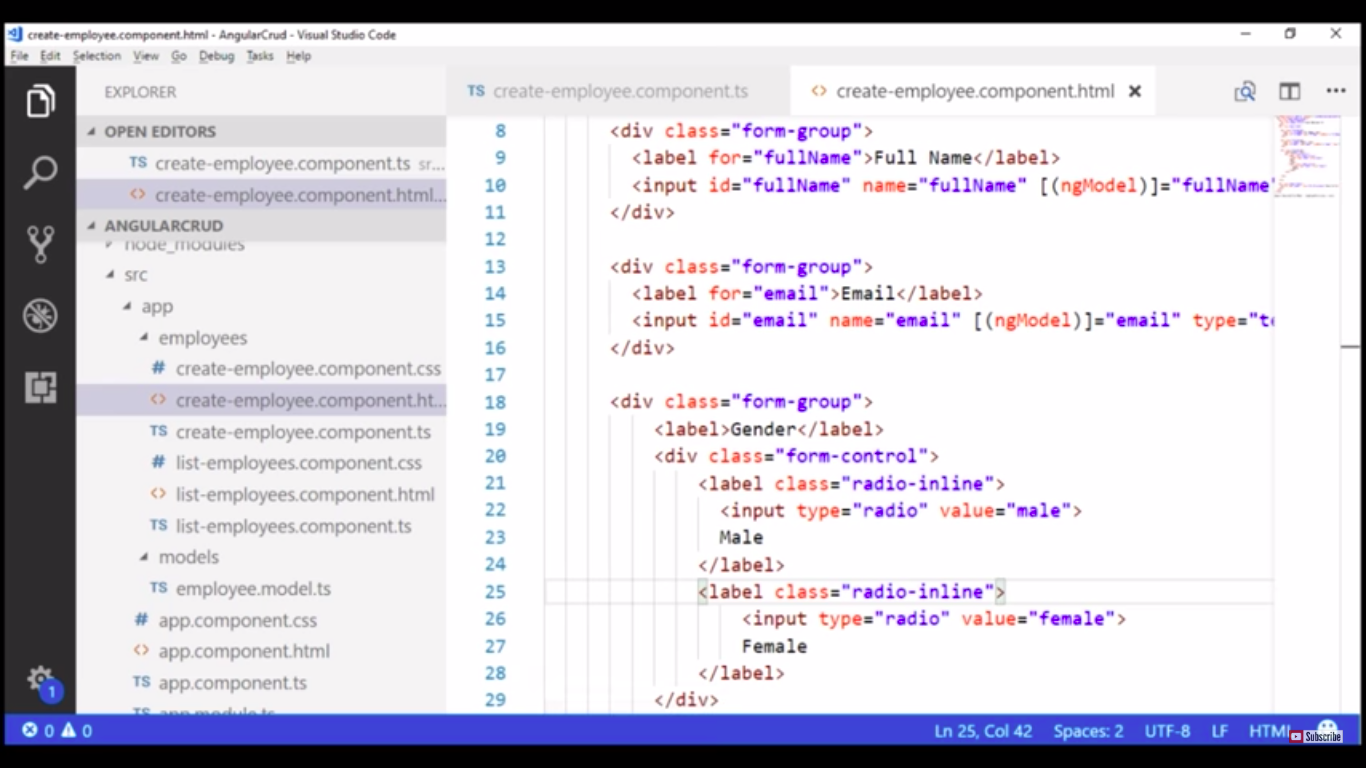 create-employee.component.html - AngularCrud - Visual Studio Code
File Edit Selection View Go Debug Tasks Help
EXPLORER
OPEN EDITORS
TS create-employee.component.ts sr...
<> create-employee.component.html...
ANGULARCRUD
node_modules
src
app
employees
# create-employee.component.css
<> create-employee.component.ht...
TS create-employee.component.ts
# list-employees.component.css
<> list-employees.component.html
TS list-employees.component.ts
models
TS employee.model.ts
# app.component.css
<> app.component.html
TS app.component.ts
TS app.module.ts
TS create-employee.component.ts
<> create-employee.component.html
8 <div class="form-group">
9 <label for="fullName">Full Name</label>
10 <input id="fullName" name="fullName" [(ngModel)]="fullName"
11 </div>
12
13 <div class="form-group">
14 <label for="email">Email</label>
15 <input id="email" name="email" [(ngModel)]="email" type="te
16 </div>
17
18 <div class="form-group">
19 <label>Gender</label>
20 <div class="form-control">
21 <label class="radio-inline">
22 <input type="radio" value="male">
23 Male
24 </label>
25 <label class="radio-inline">
26 <input type="radio" value="female">
27 Female
28 </label>
29 </div>
1
0 0
Ln 25, Col 42 Spaces: 2 UTF-8 LF HTML
Subscribe